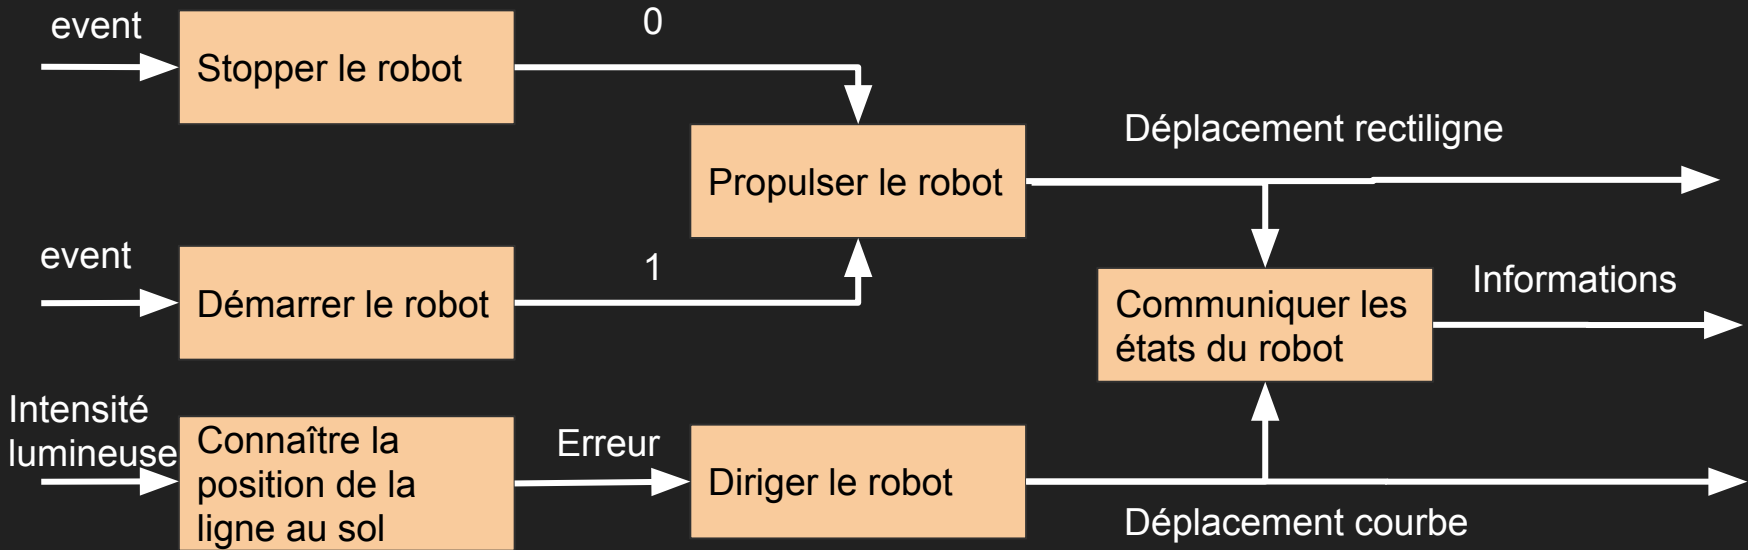 event
0
Stopper le robot
Déplacement rectiligne
Propulser le robot
event
1
Démarrer le robot
Informations
Communiquer les
états du robot
Intensité
lumineuse
Connaître la
position de la
ligne au sol
Erreur
Diriger le robot
Déplacement courbe